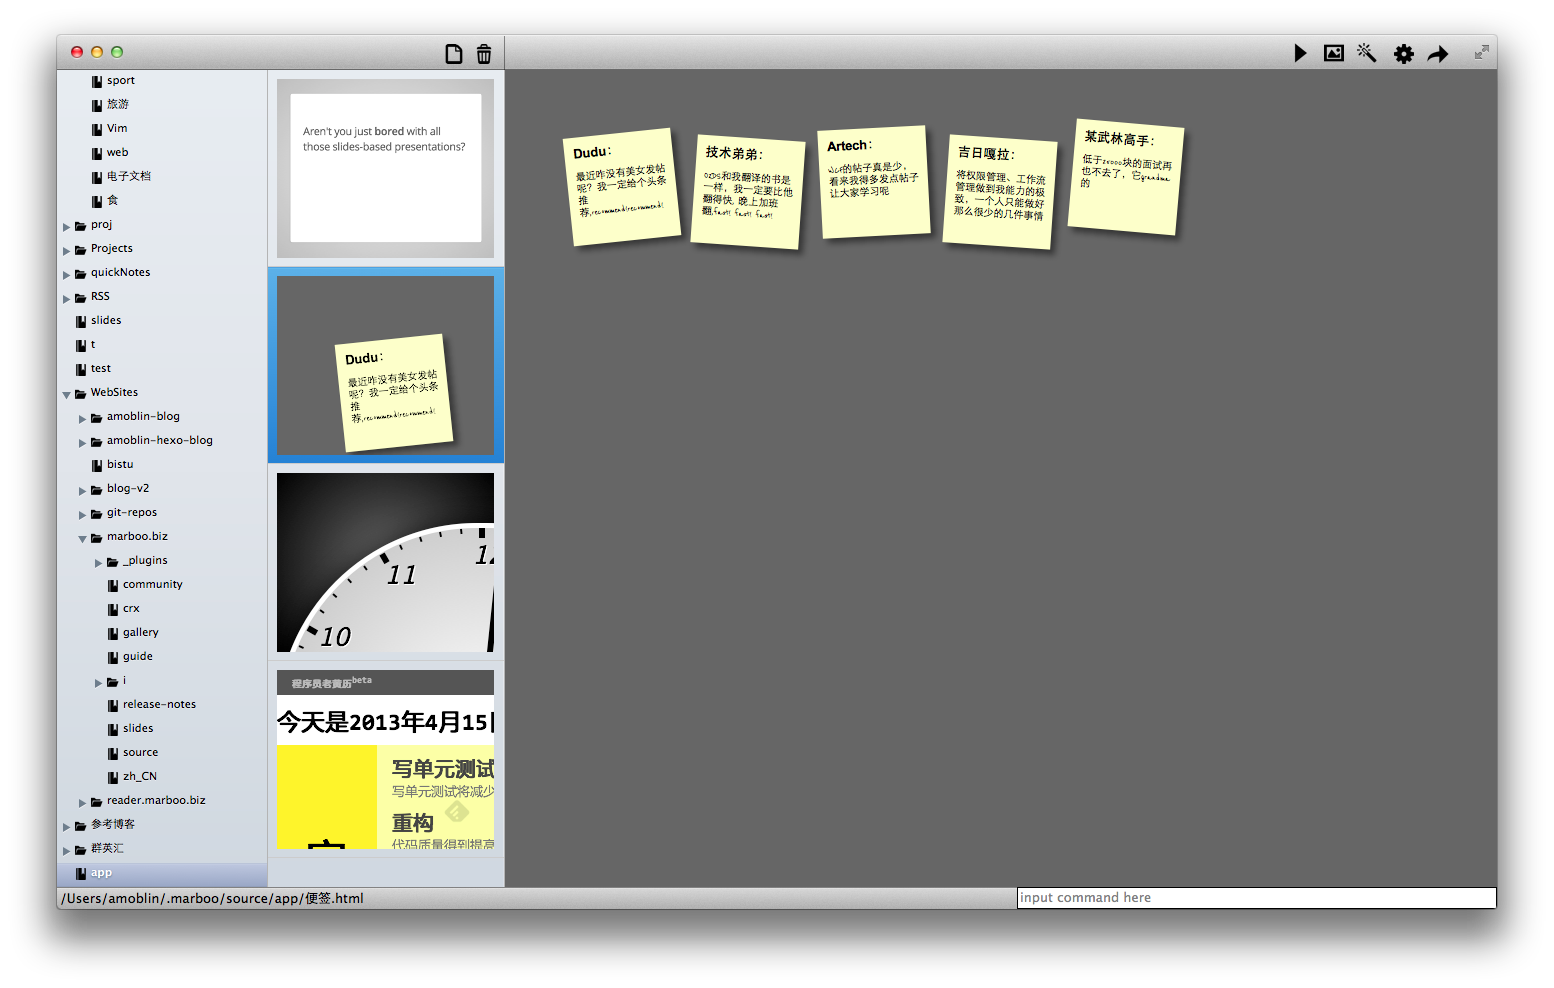 sport
旅游
Vim
web
电子文档
食
proj
Projects
quickNotes
RSS
slides
t
test
WebSites
amoblin-blog
amoblin-hexo-blog
bistu
blog-v2
git-repos
marboo.biz
_plugins
community
crx
gallery
guide
i
release-notes
slides
source
zh_CN
reader.marboo.biz
参考博客
群英汇
app
Aren't you just bored with all
those slides-based presentations?
Dudu：
最近咋没有美女发帖
呢？我一定给个头条
推
荐,recommend!recommend!
11
12
10
程序员老黄历beta
今天是2013年4月15日
写单元测试
写单元测试将减少
重构
代码质量得到提高
Dudu：
最近咋没有美女发帖
呢？我一定给个头条
推
荐,recommend!recommend!
技术弟弟：
O2DS和我翻译的书是
一样，我一定要比他
翻得快, 晚上加班
翻,fast! fast! fast!
Artech：
wcf的帖子真是少，
看来我得多发点帖子
让大家学习呢
吉日嘎拉：
将权限管理、工作流
管理做到我能力的极
致，一个人只能做好
那么很少的几件事情
某武林高手：
低于25000块的面试再
也不去了，它grandma
的
/Users/amoblin/.marboo/source/app/便签.html
input command here